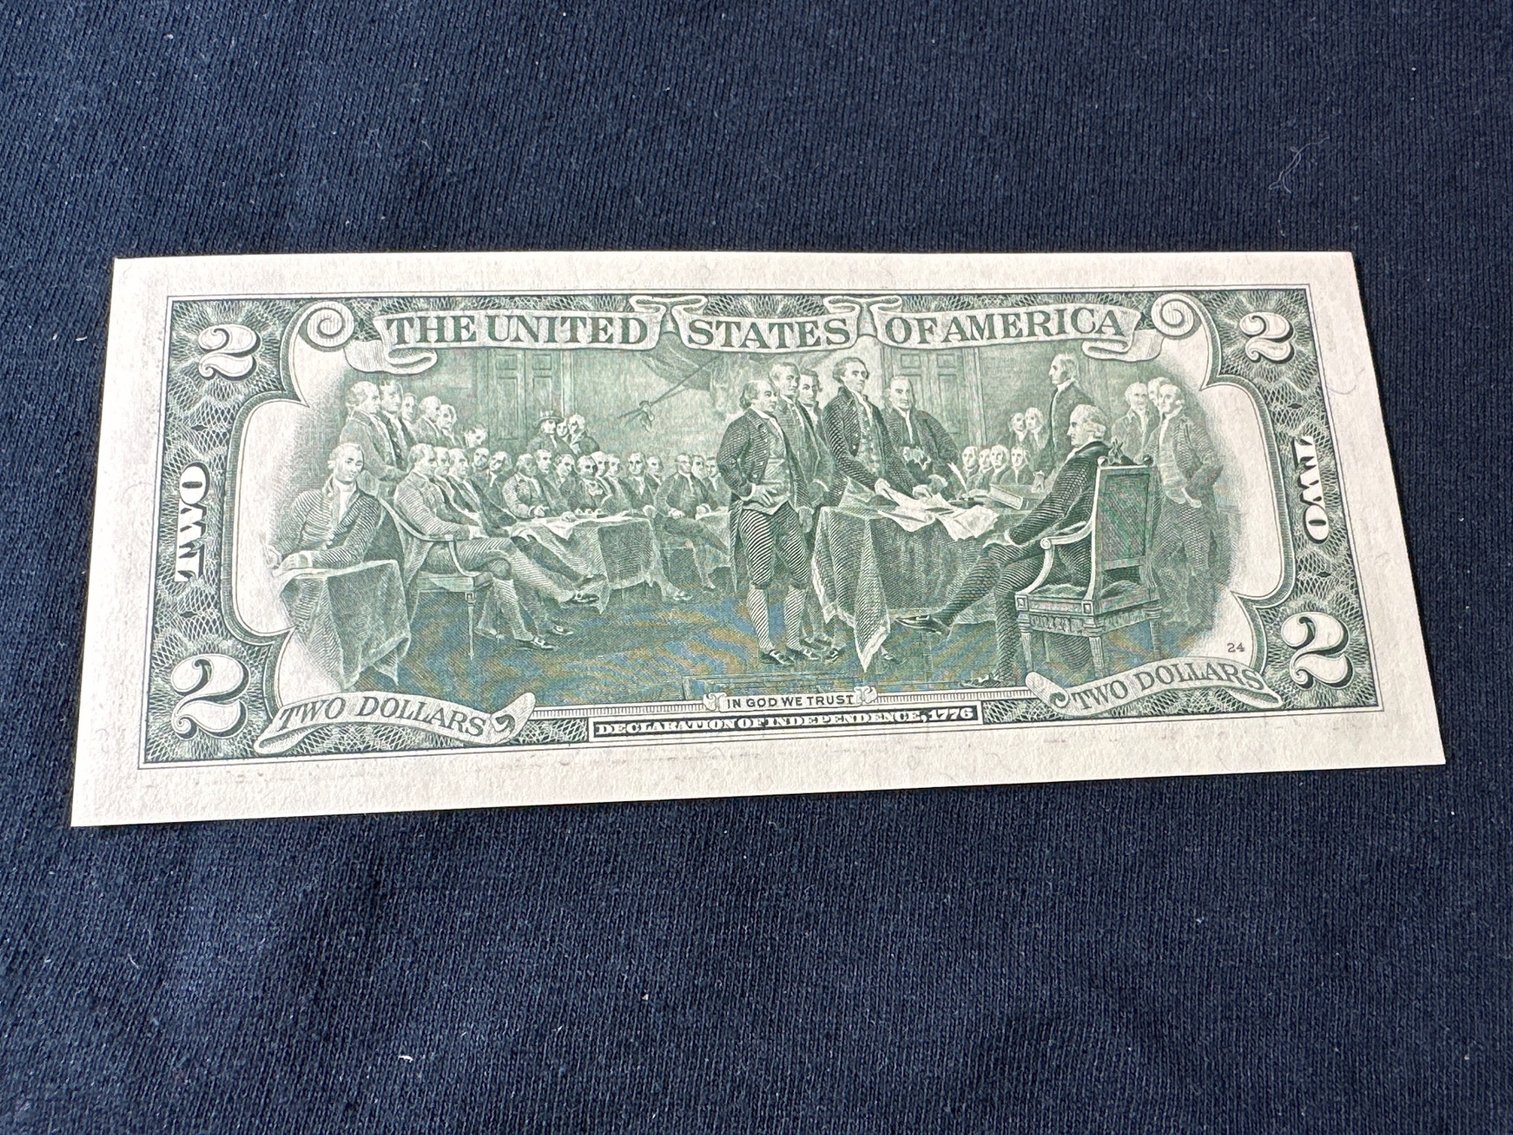 2
THE UNITED STATES OF AMERICA
2
TWO
TWO
24
2
TWO DOLLARS
IN GOD WE TRUST
TWO DOLLARS
2
DECLARATION OF INDEPENDENCE, 1776